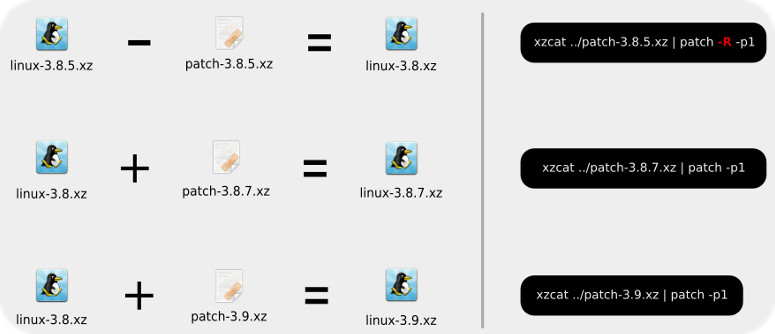 linux-3.8.5.xz
patch-3.8.5.xz
linux-3.8.xz
xzcat ../patch-3.8.5.xz | patch -R -p1
linux-3.8.xz
patch-3.8.7.xz
linux-3.8.7.xz
xzcat ../patch-3.8.7.xz | patch -p1
linux-3.8.xz
patch-3.9.xz
linux-3.9.xz
xzcat ../patch-3.9.xz | patch -p1